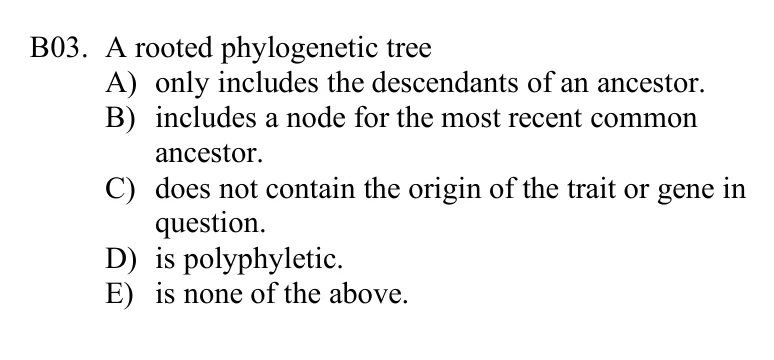 B03. A rooted phylogenetic tree
A) only includes the descendants of an ancestor.
B) includes a node for the most recent common
ancestor.
C) does not contain the origin of the trait or gene in
question.
D) is polyphyletic.
E) is none of the above.